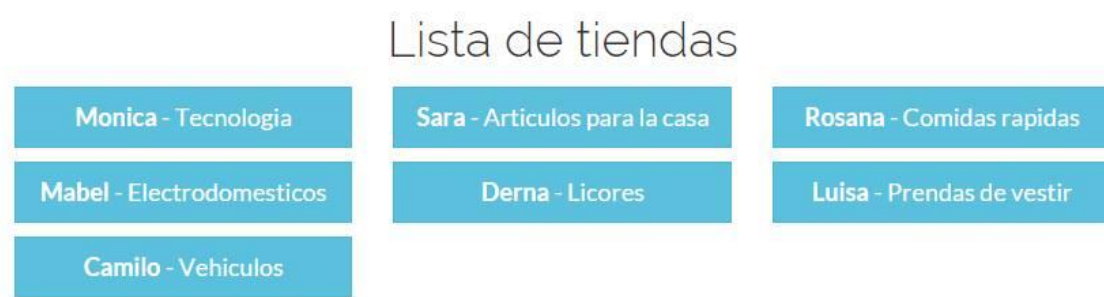 Lista de tiendas
Monica - Tecnologia
Sara - Articulos para la casa
Rosana - Comidas rapidas
Mabel - Electrodomesticos
Derna - Licores
Luisa - Prendas de vestir
Camilo - Vehiculos